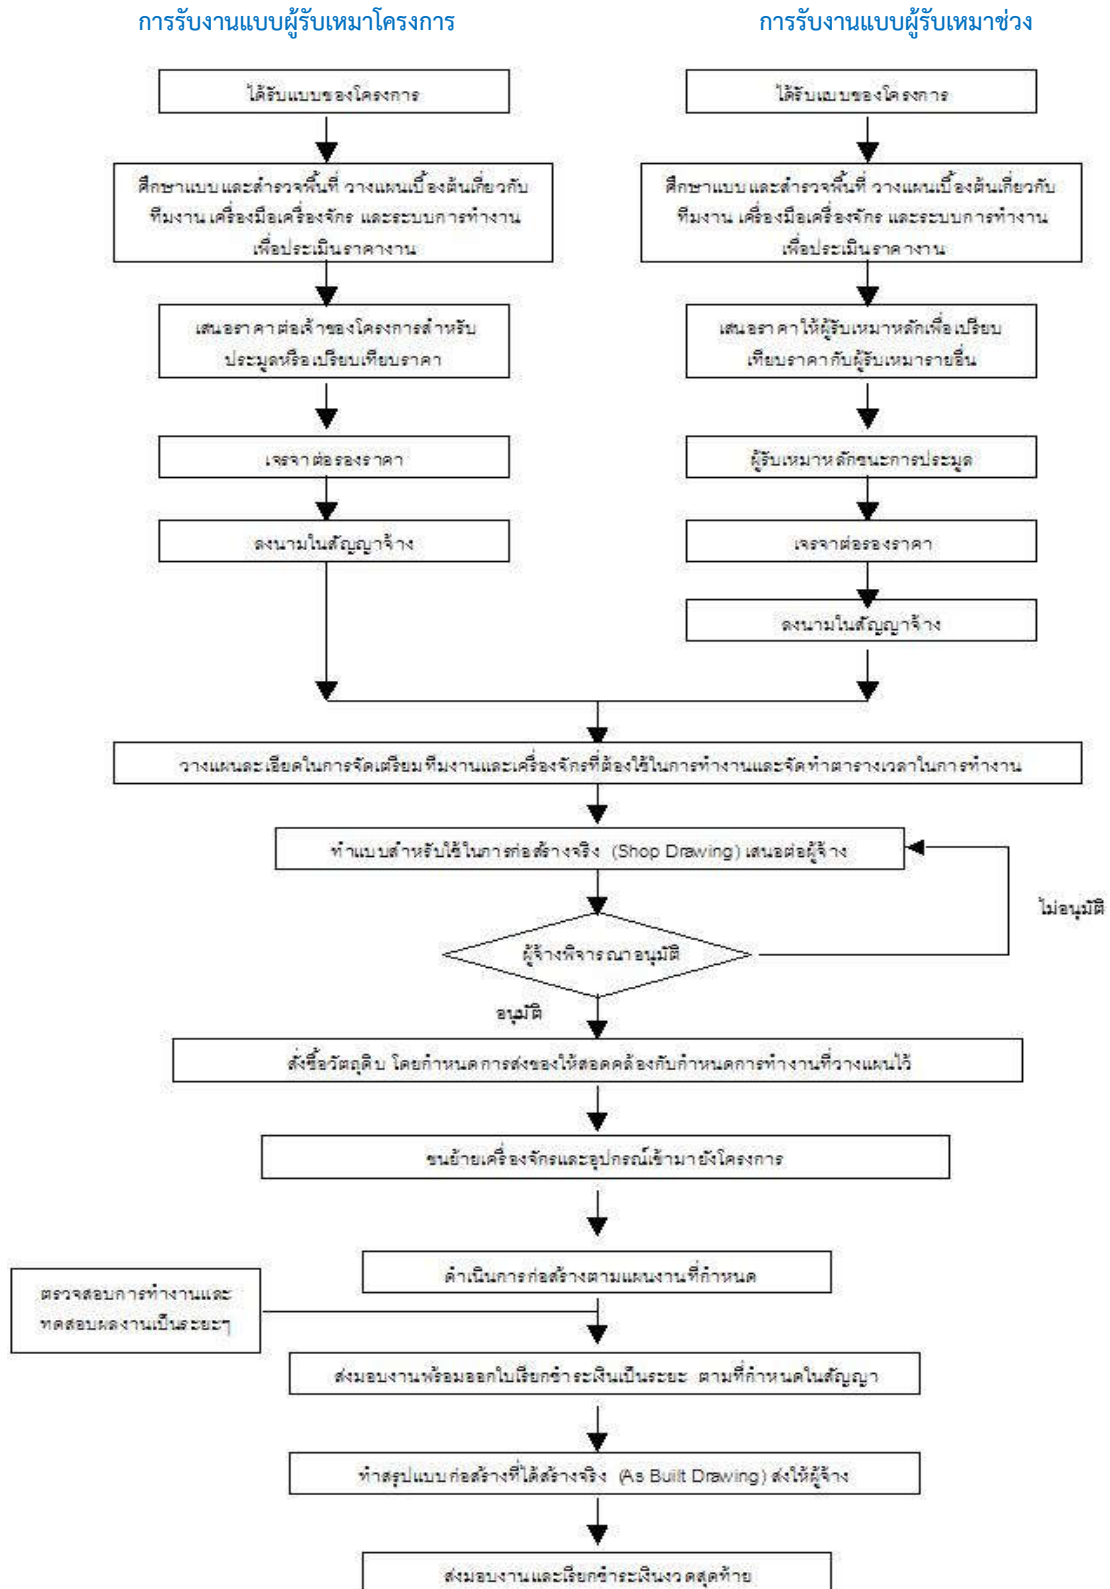 การรับงานแบบผู้รับเหมาโครงการ
การรับงานแบบผู้รับเหมาช่วง
ได้รับแบบของโครงการ
ได้รับแบบของโครงการ
ศึกษาแบบ และสำรวจพื้นที่ วางแผนเบื้องต้นเกี่ยวกับ
ทีมงาน เครื่องมือเครื่องจักร และระบบการทำงาน
เพื่อประเมินราคางาน
ศึกษาแบบ และสำรวจพื้นที่ วางแผนเบื้องต้นเกี่ยวกับ
ทีมงาน เครื่องมือเครื่องจักร และระบบการทำงาน
เพื่อประเมินราคางาน
เสนอราคาต่อเจ้าของโครงการสำหรับ
ประมูลหรือเปรียบเทียบราคา
เสนอราคาให้ผู้รับเหมาหลักเพื่อเปรียบ
เทียบราคากับผู้รับเหมารายอื่น
เจรจาต่อรองราคา
ผู้รับเหมาหลักชนะการประมูล
ลงนามในสัญญาจ้าง
เจรจาต่อรองราคา
ลงนามในสัญญาจ้าง
วางแผนละเอียดในการจัดเตรียมทีมงานและเครื่องจักรที่ต้องใช้ในการทำงานและจัดทำตารางเวลาในการทำงาน
ทำแบบสำหรับใช้ในการก่อสร้างจริง (Shop Drawing) เสนอต่อผู้จ้าง
ไม่อนุมัติ
ผู้จ้างพิจารณาอนุมัติ
อนุมัติ
สั่งซื้อวัตถุดิบ โดยกำหนดการส่งของให้สอดคล้องกับกำหนดการทำงานที่วางแผนไว้
ขนย้ายเครื่องจักรและอุปกรณ์เข้ามายังโครงการ
ดำเนินการก่อสร้างตามแผนงานที่กำหนด
ตรวจสอบการทำงานและ
ทดสอบผลงานเป็นระยะๆ
ส่งมอบงานพร้อมออกใบเรียกชำระเงินเป็นระยะ ตามที่กำหนดในสัญญา
ทำสรุปแบบก่อสร้างที่ได้สร้างจริง (As Built Drawing) ส่งให้ผู้จ้าง
ส่งมอบงานและเรียกชำระเงินงวดสุดท้าย